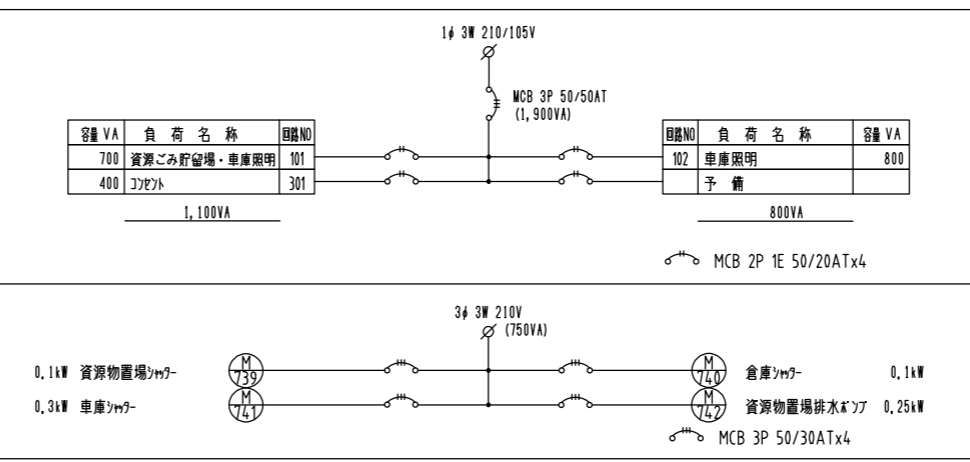 1φ 3W 210/105V
MCB 3P 50/50AT
(1,900VA)
容量 VA 負荷名称 回路NO
700 資源ごみ貯留場・車庫照明 101
400 コンセント 301
1,100VA
回路NO 負荷名称 容量 VA
102 車庫照明 800
予備
800VA
MCB 2P 1E 50/20ATx4
3φ 3W 210V
(750VA)
0.1kW 資源物置場シャッター M 739
M 740 倉庫シャッター 0.1kW
0.3kW 車庫シャッター M 741
M 742 資源物置場排水ポンプ 0.25kW
MCB 3P 50/30ATx4